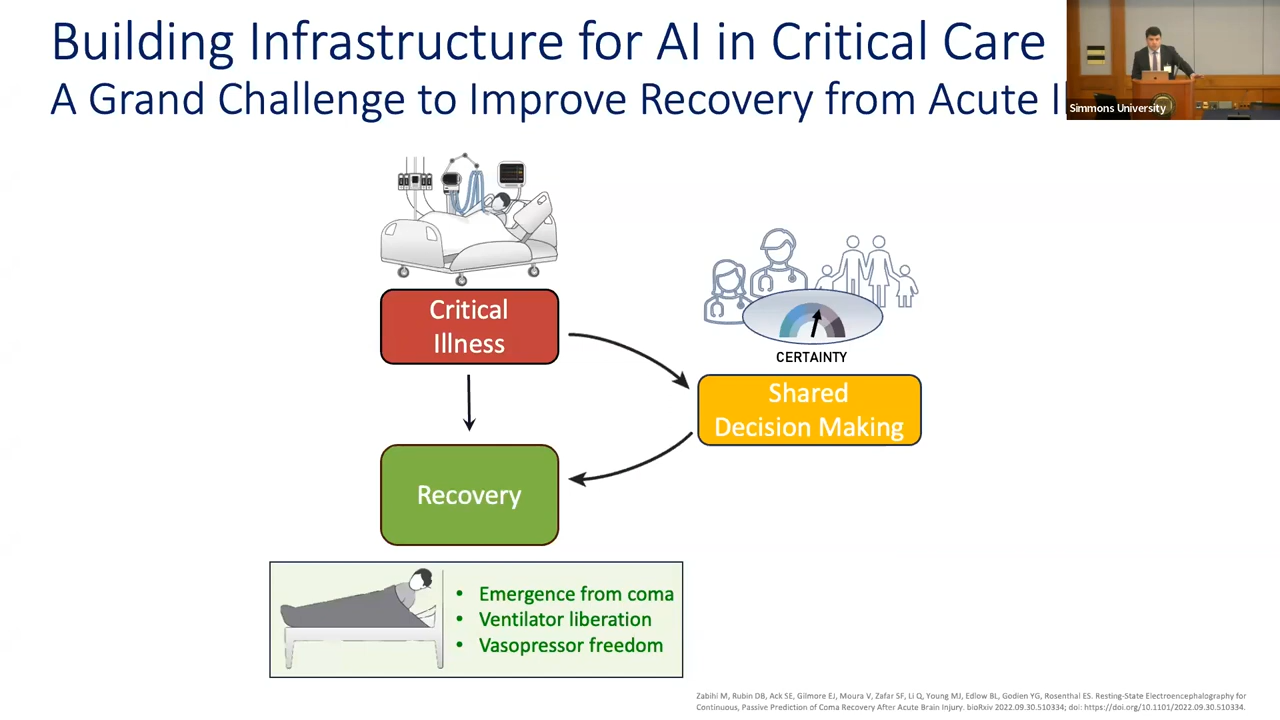 Building Infrastructure for AI in Critical Care
A Grand Challenge to Improve Recovery from Acute
Simmons University
Critical
Illness
CERTAINTY
Shared
Decision Making
Recovery
• Emergence from coma
• Ventilator liberation
• Vasopressor freedom
Zabihi M, Rubin DB, Ack SE, Gilmore EJ, Moura V, Zafar SF, Li Q, Young MJ, Edlow BL, Godien YG, Rosenthal ES. Resting-State Electroencephalography for
Continuous, Passive Prediction of Coma Recovery After Acute Brain Injury. bioRxiv 2022.09.30.510334; doi: https://doi.org/10.1101/2022.09.30.510334.